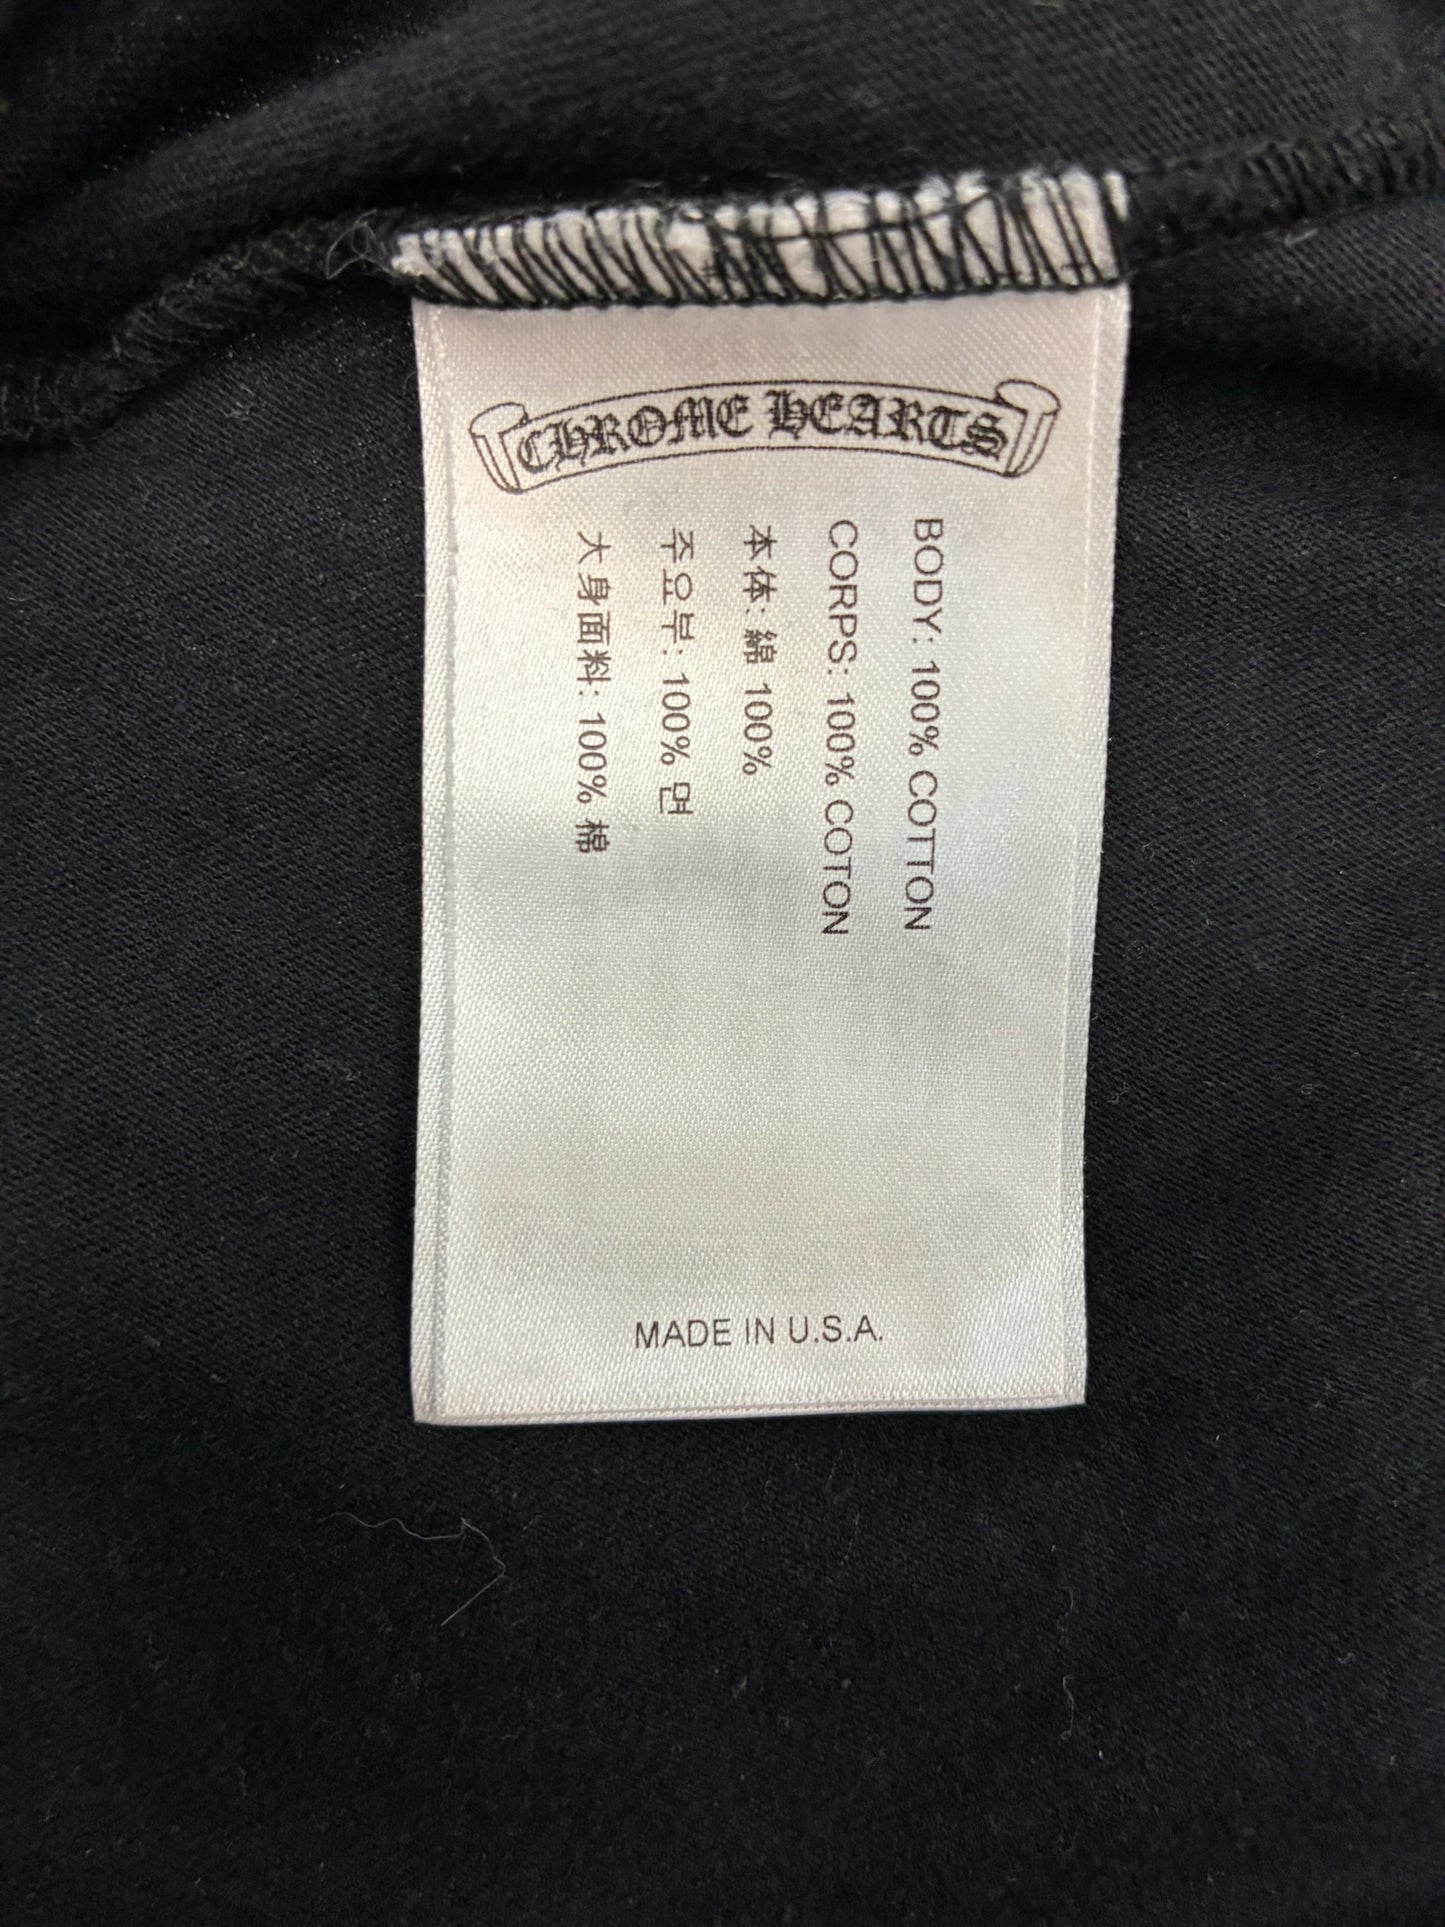 CHROME HEARTS
BODY: 100% COTTON
CORPS: 100% COTON
本体: 綿 100%
주요부: 100% 면
大身面料: 100% 棉
MADE IN U.S.A.